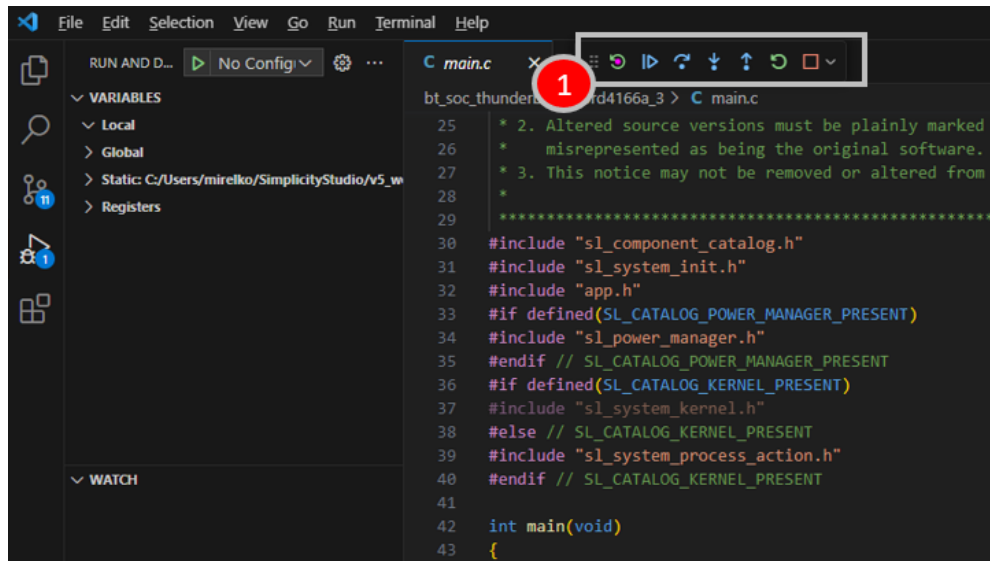 File Edit Selection View Go Run Terminal Help
RUN AND D... No Config
C main.c
1
VARIABLES
Local
Global
Static: C:/Users/mirelko/SimplicityStudio/v5_w
Registers
11
1
WATCH
bt_soc_thunder rd4166a_3 > C main.c
25 * 2. Altered source versions must be plainly marked
26 * misrepresented as being the original software.
27 * 3. This notice may not be removed or altered from
28 *
29 *****************************************************
30 #include "sl_component_catalog.h"
31 #include "sl_system_init.h"
32 #include "app.h"
33 #if defined(SL_CATALOG_POWER_MANAGER_PRESENT)
34 #include "sl_power_manager.h"
35 #endif // SL_CATALOG_POWER_MANAGER_PRESENT
36 #if defined(SL_CATALOG_KERNEL_PRESENT)
37 #include "sl_system_kernel.h"
38 #else // SL_CATALOG_KERNEL_PRESENT
39 #include "sl_system_process_action.h"
40 #endif // SL_CATALOG_KERNEL_PRESENT
41
42 int main(void)
43 {